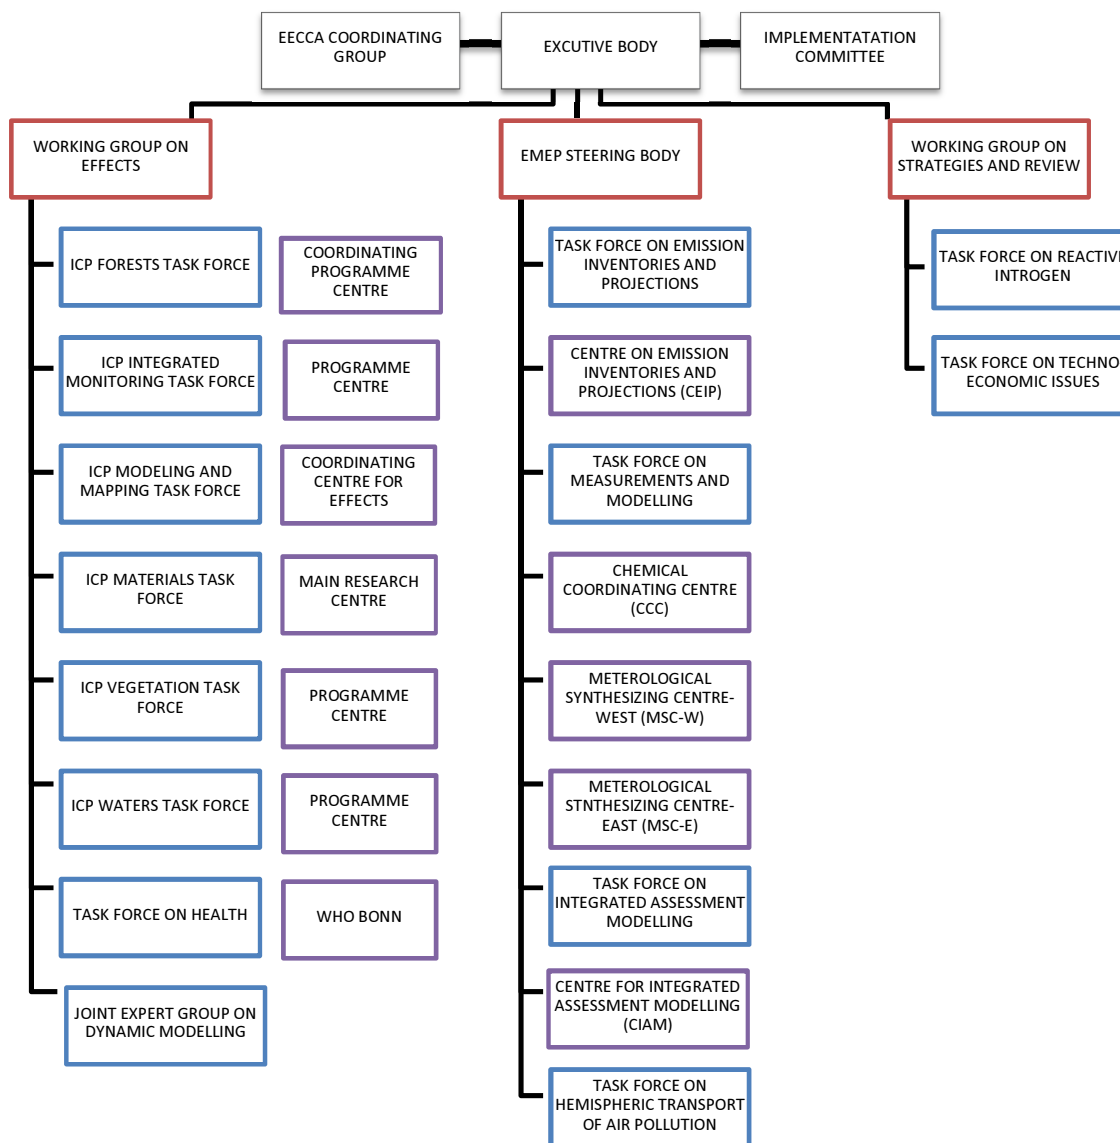 EECCA COORDINATING
GROUP
EXCUTIVE BODY
IMPLEMENTATATION
COMMITTEE
WORKING GROUP ON
EFFECTS
EMEP STEERING BODY
WORKING GROUP ON
STRATEGIES AND REVIEW
ICP FORESTS TASK FORCE
COORDINATING
PROGRAMME
CENTRE
ICP INTEGRATED
MONITORING TASK FORCE
PROGRAMME
CENTRE
ICP MODELING AND
MAPPING TASK FORCE
COORDINATING
CENTRE FOR
EFFECTS
ICP MATERIALS TASK
FORCE
MAIN RESEARCH
CENTRE
ICP VEGETATION TASK
FORCE
PROGRAMME
CENTRE
ICP WATERS TASK FORCE
PROGRAMME
CENTRE
TASK FORCE ON HEALTH
WHO BONN
JOINT EXPERT GROUP ON
DYNAMIC MODELLING
TASK FORCE ON EMISSION
INVENTORIES AND
PROJECTIONS
CENTRE ON EMISSION
INVENTORIES AND
PROJECTIONS (CEIP)
TASK FORCE ON
MEASUREMENTS AND
MODELLING
CHEMICAL
COORDINATING CENTRE
(CCC)
METEROLOGICAL
SYNTHESIZING CENTRE-
WEST (MSC-W)
METEROLOGICAL
STNTHESIZING CENTRE-
EAST (MSC-E)
TASK FORCE ON
INTEGRATED ASSESSMENT
MODELLING
CENTRE FOR INTEGRATED
ASSESSMENT MODELLING
(CIAM)
TASK FORCE ON
HEMISPHERIC TRANSPORT
OF AIR POLLUTION
TASK FORCE ON REACTIVE
INTROGEN
TASK FORCE ON TECHNO
ECONOMIC ISSUES